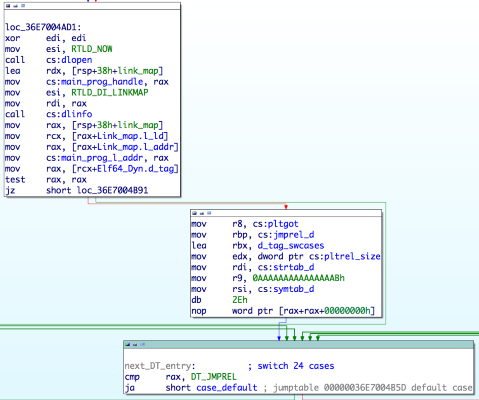 loc_36E7004AD1:
xor edi, edi
mov esi, RTLD_NOW
call cs:dlopen
lea rdx, [rsp+38h+link_map]
mov cs:main_prog_handle, rax
mov esi, RTLD_DI_LINKMAP
mov rdi, rax
call cs:dlinfo
mov rax, [rsp+38h+link_map]
mov rcx, [rax+Link_map.l_ld]
mov rax, [rax+Link_map.l_addr]
mov cs:main_prog_l_addr, rax
mov rax, [rcx+Elf64_Dyn.d_tag]
test rax, rax
jz short loc_36E7004B91
mov r8, cs:pltgot
mov rbp, cs:jmprel_d
lea rbx, d_tag_swcases
mov edx, dword ptr cs:pltrel_size
mov rdi, cs:strtab_d
mov r9, 0AAAAAAAAAAAAAAABh
mov rsi, cs:symtab_d
db 2Eh
nop word ptr [rax+rax+00000000h]
next_DT_entry: ; switch 24 cases
cmp rax, DT_JMPREL
ja short case_default ; jumptable 00000036E7004B5D default case